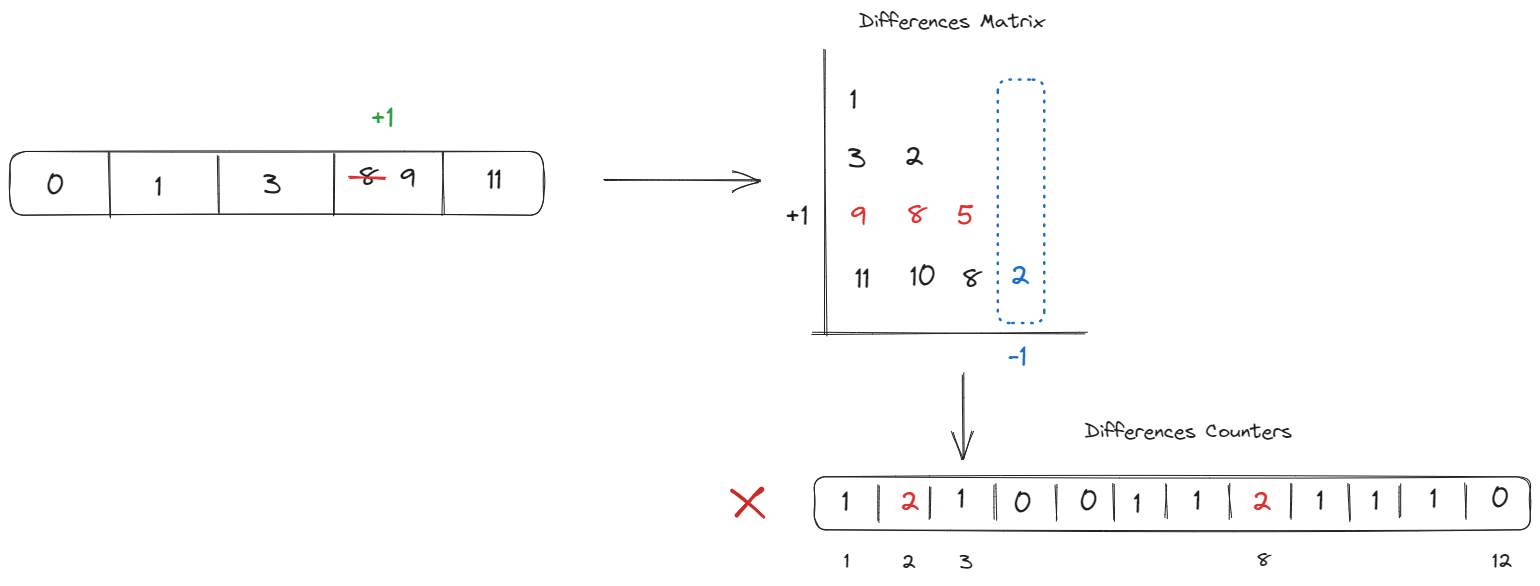 Differences Matrix
+1
0 1 3 8 9 11
1
3 2
+1 9 8 5
11 10 8 2
-1
Differences Counters
1 2 1 0 0 1 1 2 1 1 1 0
1 2 3 8 12